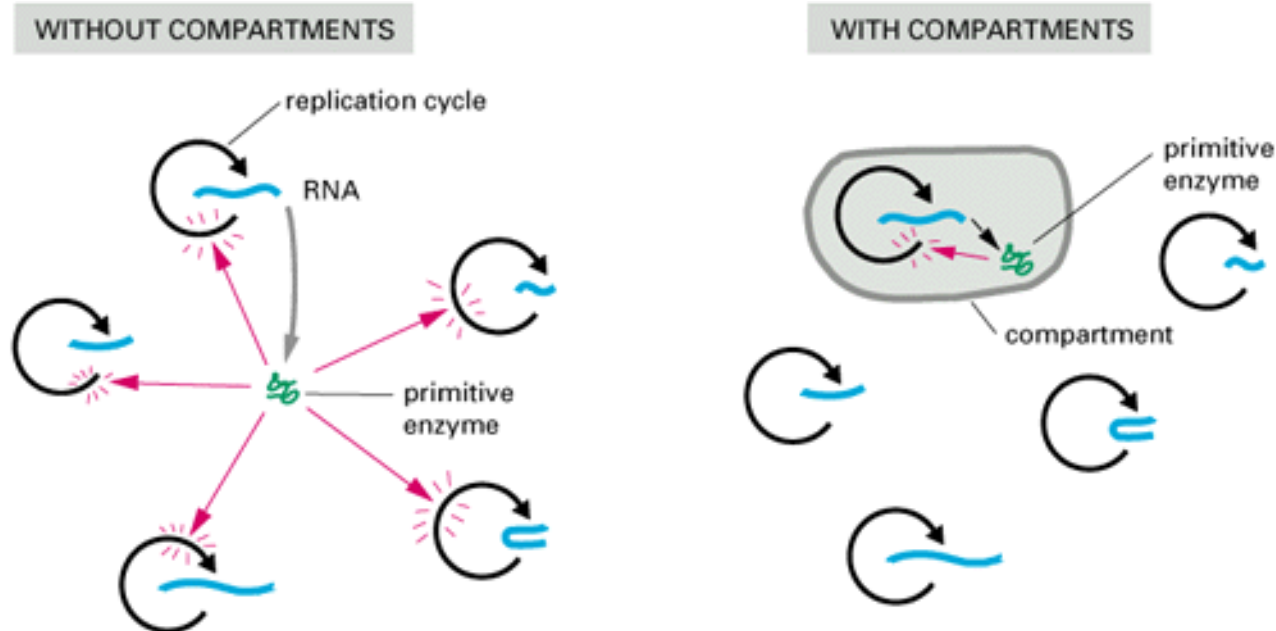 WITHOUT COMPARTMENTS
replication cycle
RNA
primitive
enzyme
WITH COMPARTMENTS
primitive
enzyme
compartment